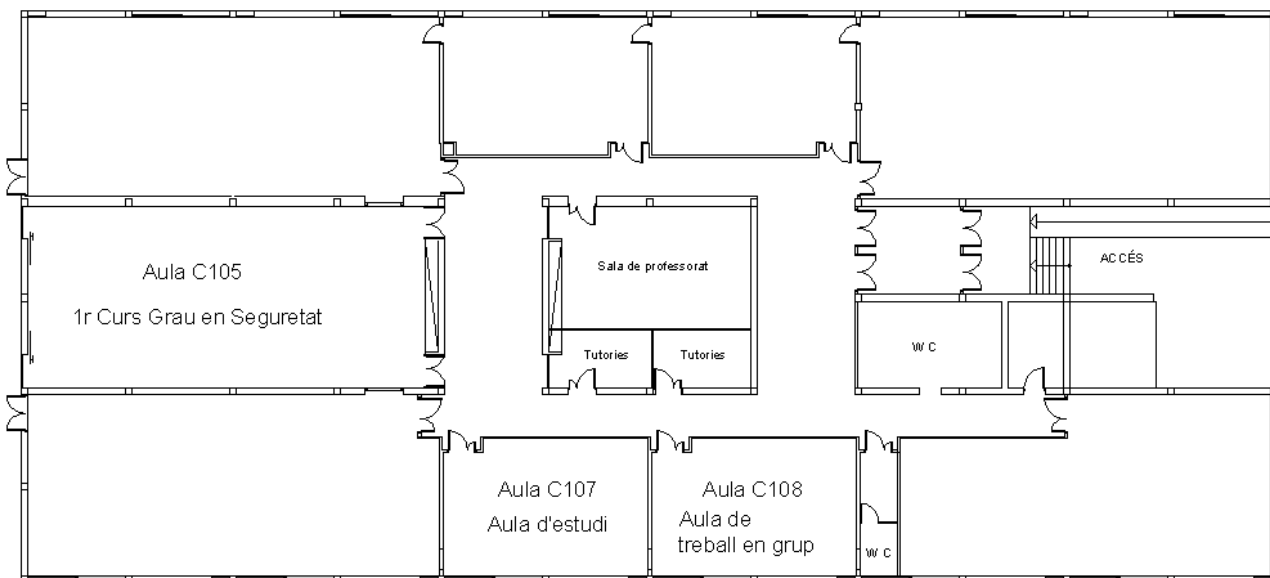 ACCÉS
Sala de professorat
Aula C105
1r Curs Grau en Seguretat
W C
Tutories
Tutories
Aula C107
Aula d'estudi
Aula C108
Aula de
treball en grup
W C